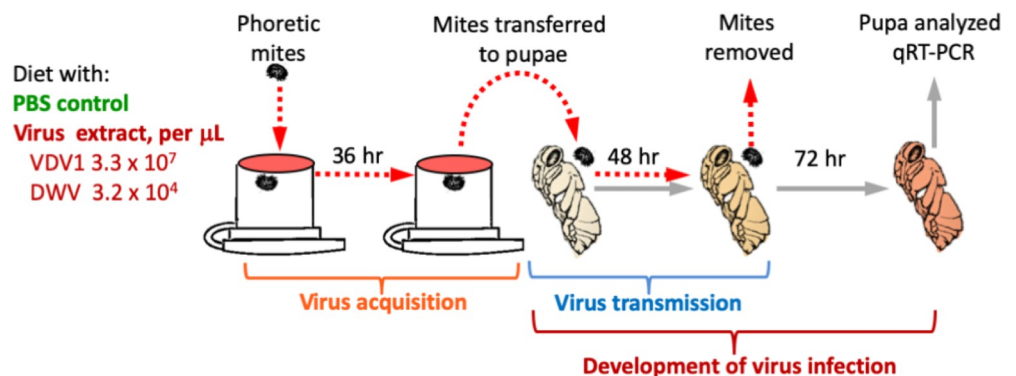 Phoretic
mites
Mites transferred
to pupae
Mites
removed
Pupa analyzed
qRT-PCR
Diet with:
PBS control
Virus extract, per µL
VDV1 3.3 x 10⁷
DWV 3.2 x 10⁴
36 hr
48 hr
72 hr
Virus acquisition
Virus transmission
Development of virus infection